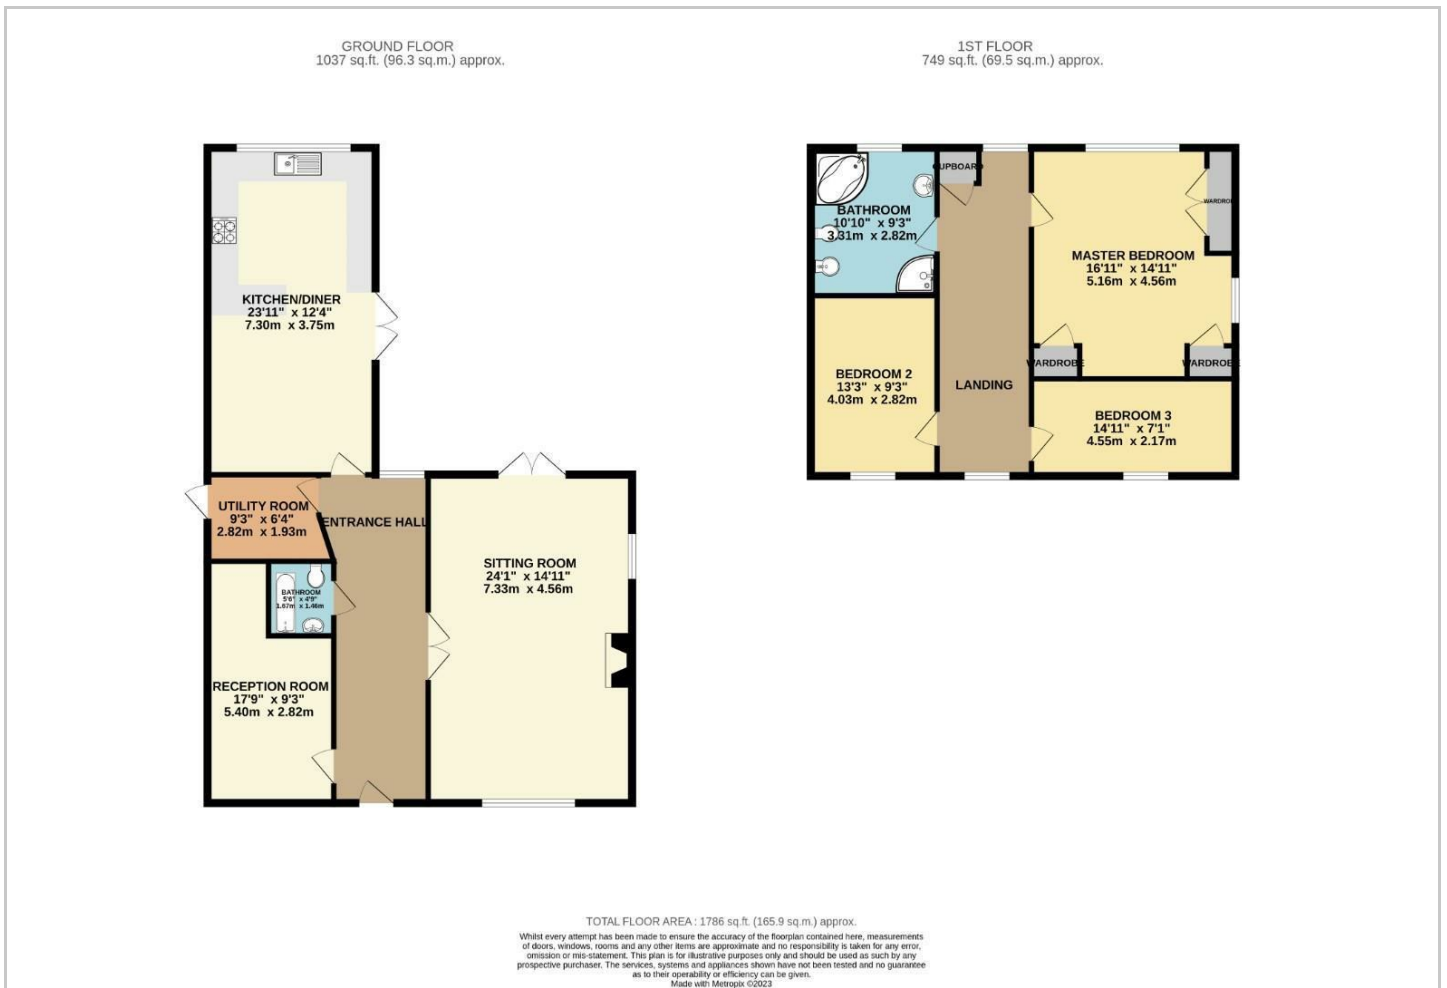 GROUND FLOOR
1037 sq.ft. (96.3 sq.m.) approx.
KITCHEN/DINER
23'11" x 12'4"
7.30m x 3.75m
UTILITY ROOM
9'3" x 6'4"
2.82m x 1.93m
ENTRANCE HALL
SITTING ROOM
24'1" x 14'11"
7.33m x 4.56m
BATHROOM
5'6" x 4'9"
1.67m x 1.46m
RECEPTION ROOM
17'9" x 9'3"
5.40m x 2.82m
1ST FLOOR
749 sq.ft. (69.5 sq.m.) approx.
UPBOAR
BATHROOM
10'10" x 9'3"
3.31m x 2.82m
WARDRO
MASTER BEDROOM
16'11" x 14'11"
5.16m x 4.56m
WARDROBE
WARDROBE
BEDROOM 2
13'3" x 9'3"
4.03m x 2.82m
LANDING
BEDROOM 3
14'11" x 7'1"
4.55m x 2.17m
TOTAL FLOOR AREA : 1786 sq.ft. (165.9 sq.m.) approx.
Whilst every attempt has been made to ensure the accuracy of the floorplan contained here, measurements
of doors, windows, rooms and any other items are approximate and no responsibility is taken for any error,
omission or mis-statement. This plan is for illustrative purposes only and should be used as such by any
prospective purchaser. The services, systems and appliances shown have not been tested and no guarantee
as to their operability or efficiency can be given.
Made with Metropix ©2023